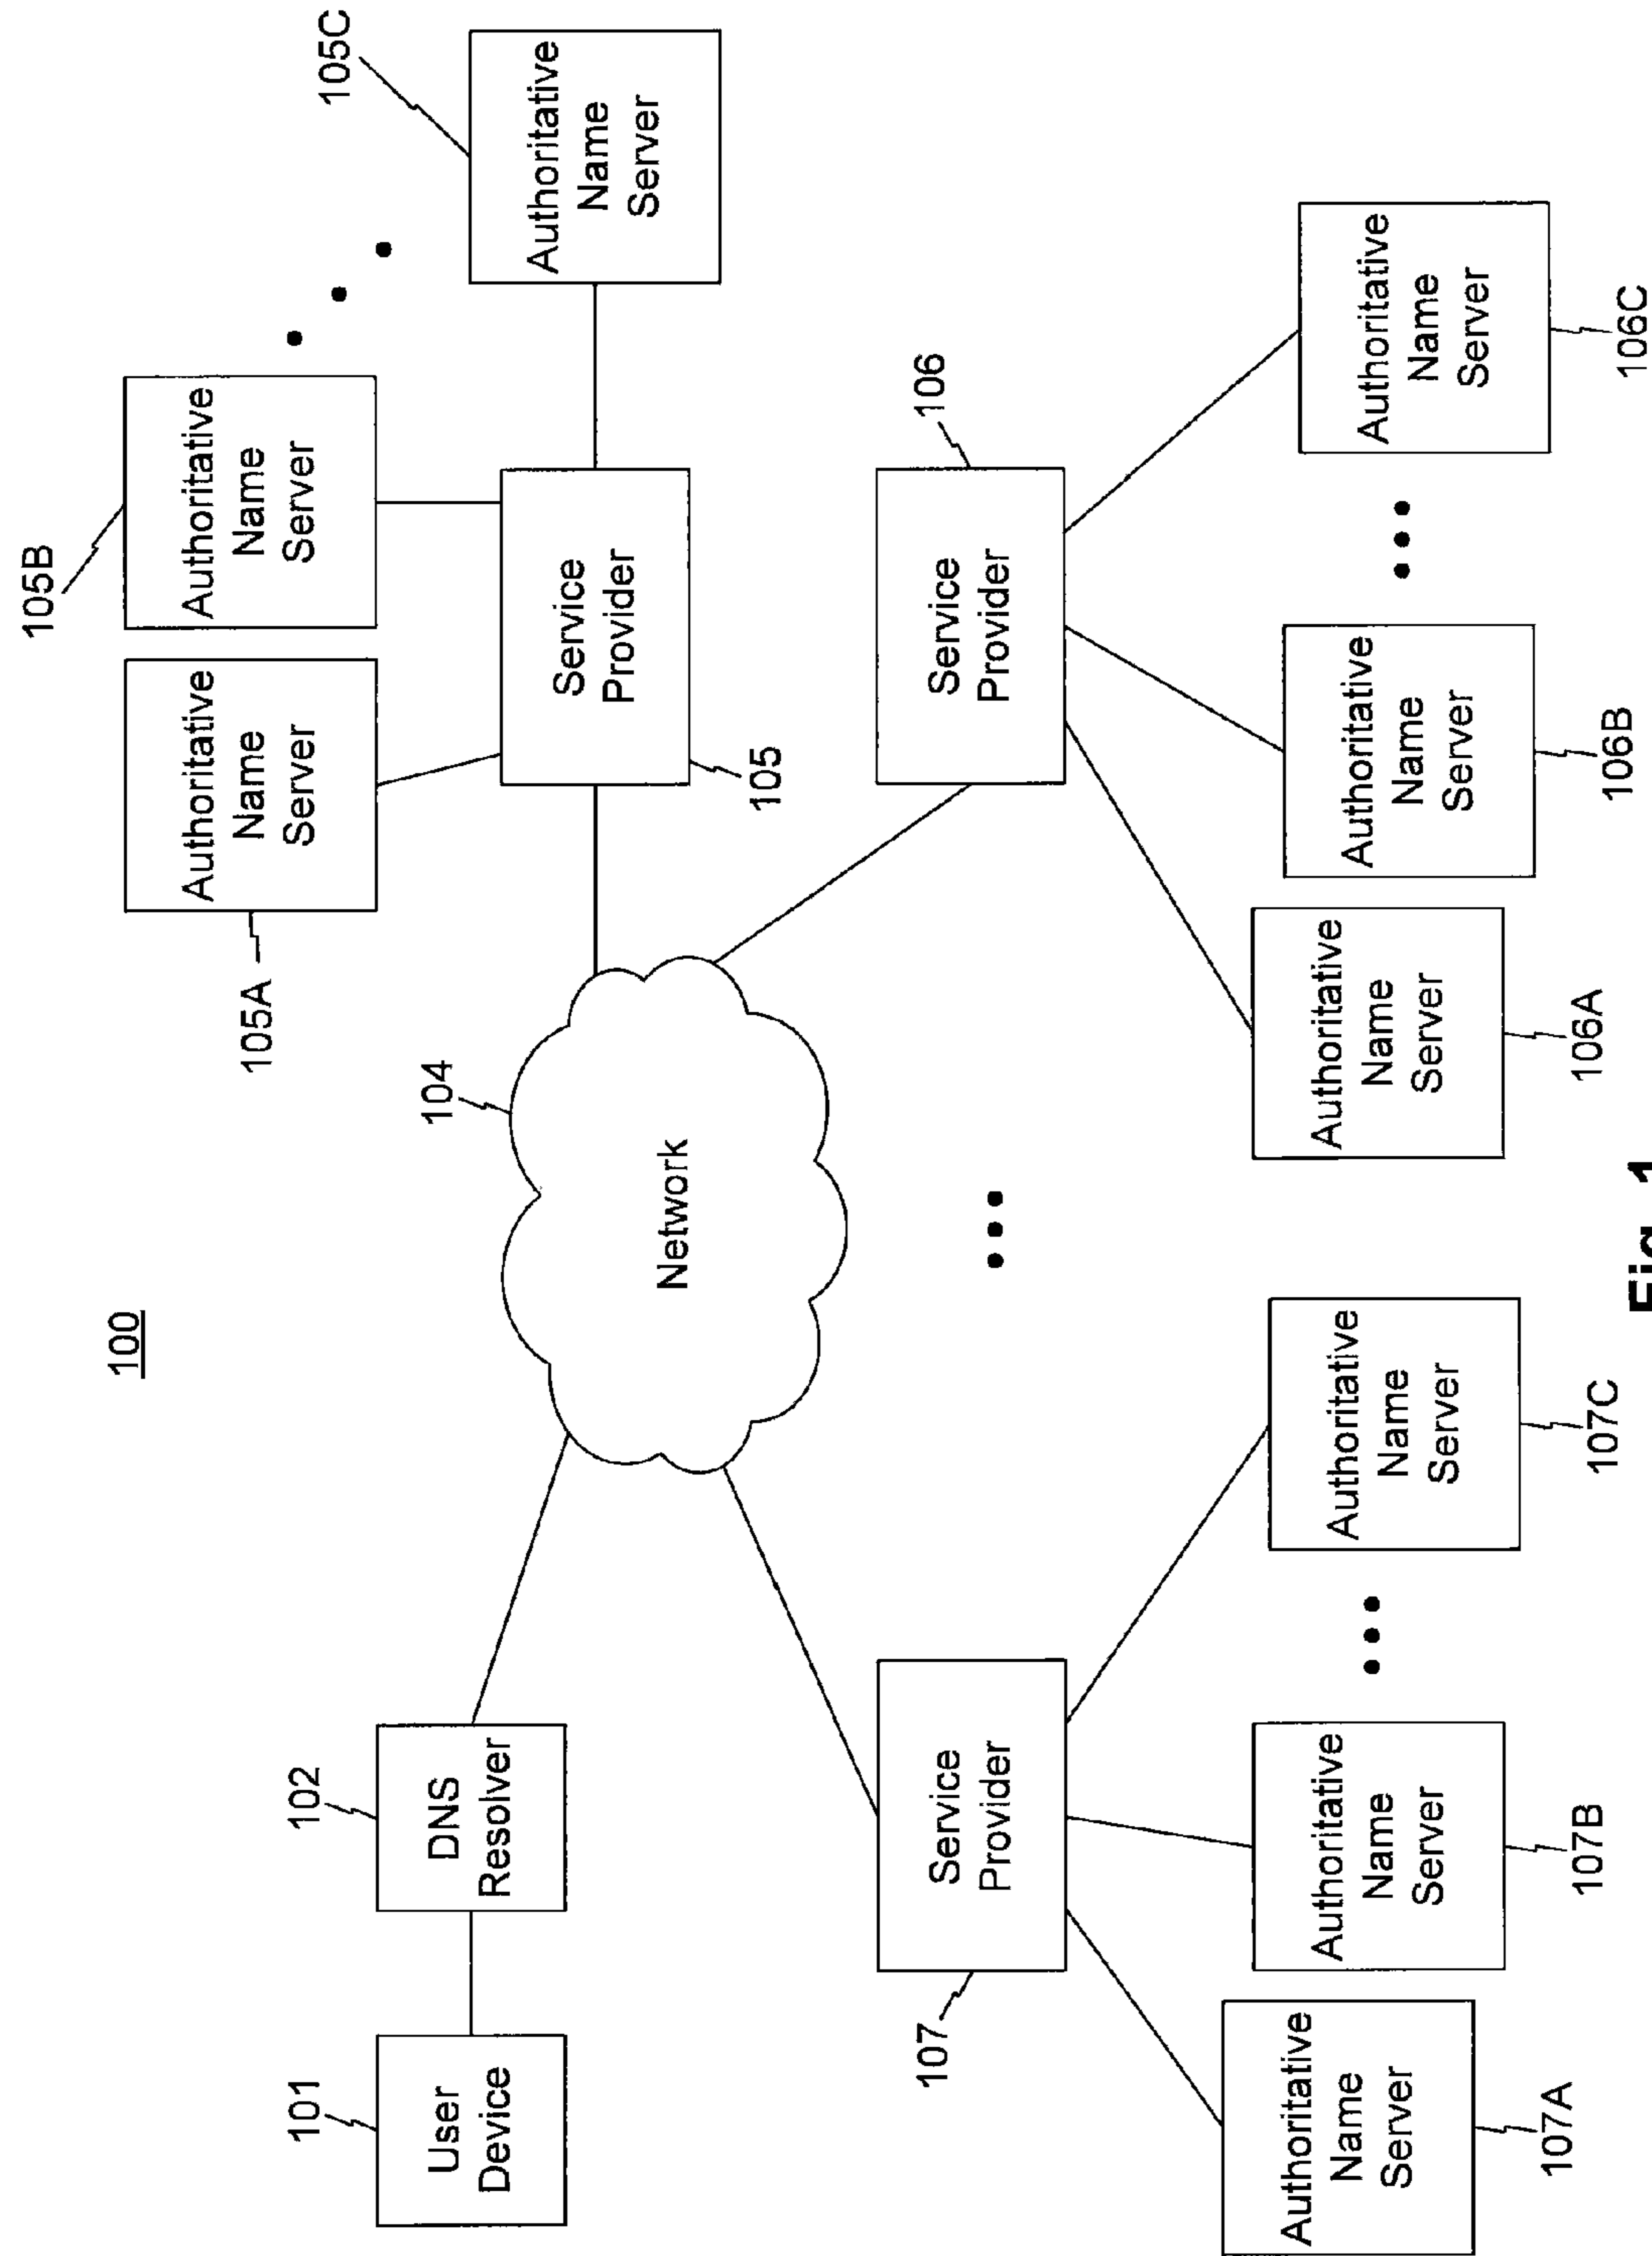 100
101
User
Device
102
DNS
Resolver
104
Network
105A
Authoritative
Name
Server
105B
Authoritative
Name
Server
105C
Authoritative
Name
Server
Service
Provider
105
106
Service
Provider
107
Service
Provider
Authoritative
Name
Server
107A
Authoritative
Name
Server
107B
Authoritative
Name
Server
107C
Authoritative
Name
Server
106A
Authoritative
Name
Server
106B
Authoritative
Name
Server
106C
Fig. 1